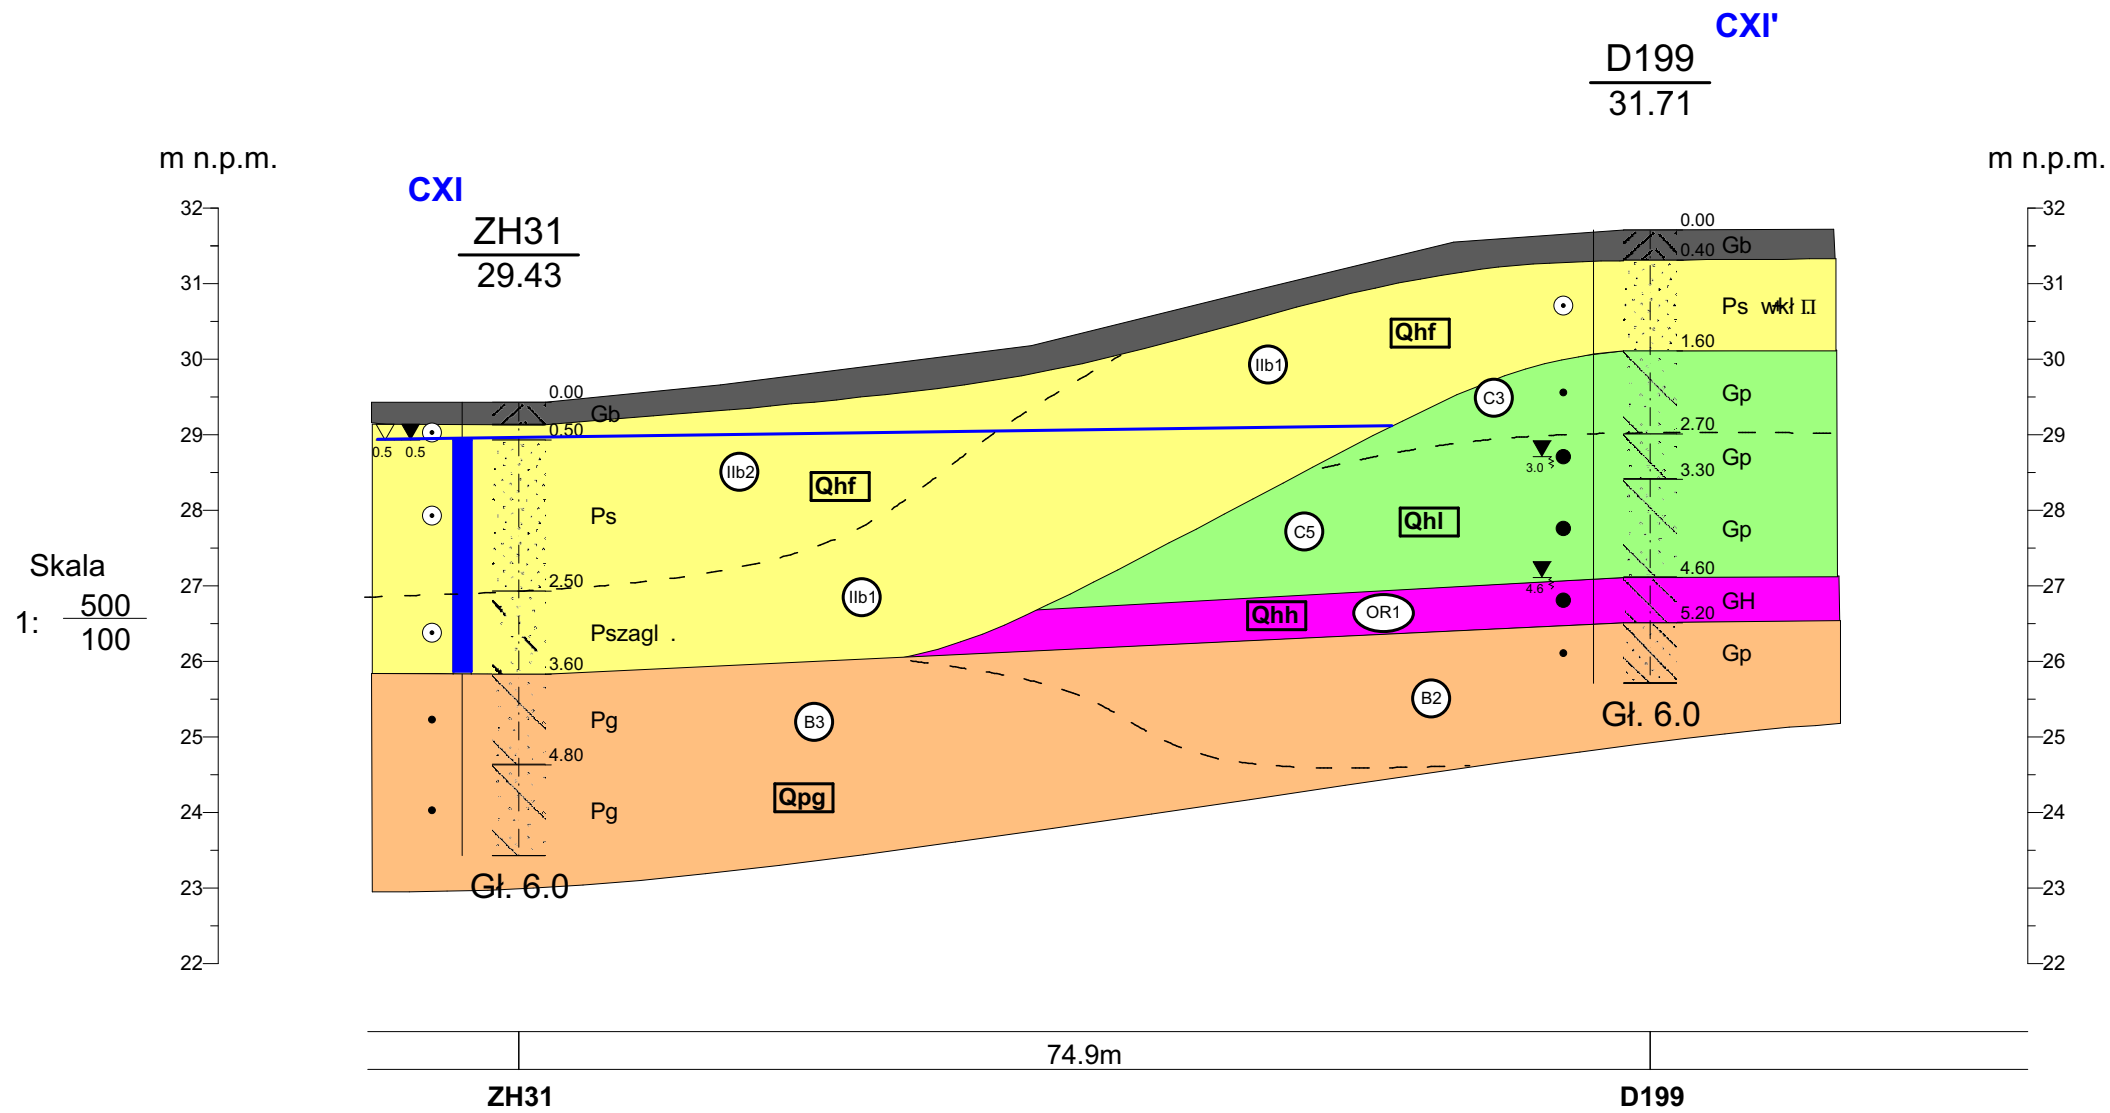 CXI'
D199
31.71
m n.p.m.
m n.p.m.
CXI
ZH31
29.43
32
31
30
29
28
27
26
25
24
23
22
Skala
1: 500
100
0.00
Gb
0.50
0.5 0.5
Ps
2.50
Pszagl .
3.60
Pg
4.80
Pg
Gł. 6.0
IIb2
Qhf
IIb1
B3
Qpg
IIb1
Qhf
C3
C5
Qhl
Qhh
OR1
B2
0.00
0.40 Gb
Ps
1.60
Gp
2.70
Gp
3.0
3.30
Gp
4.60
4.6
GH
5.20
Gp
Gł. 6.0
32
31
30
29
28
27
26
25
24
23
22
74.9m
ZH31
D199